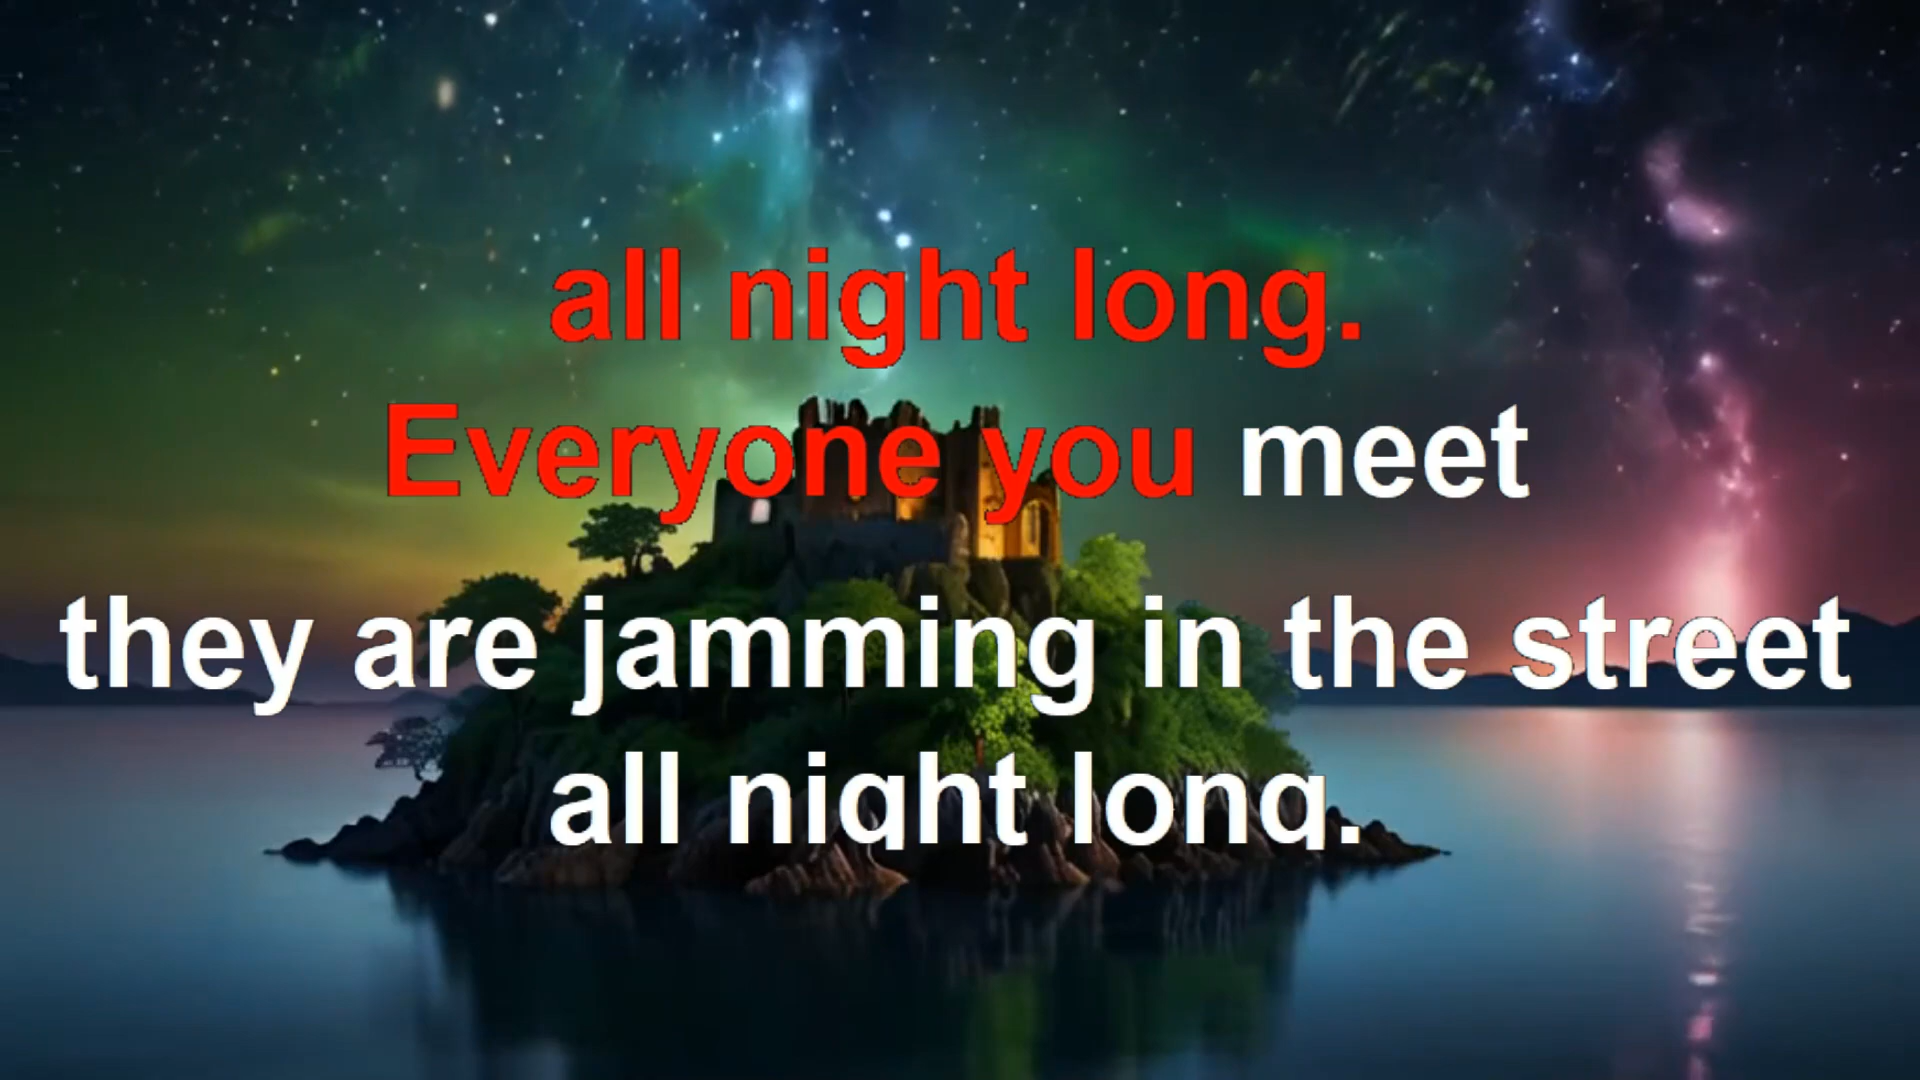 all night long.
Everyone you meet
they are jamming in the street
all night long.